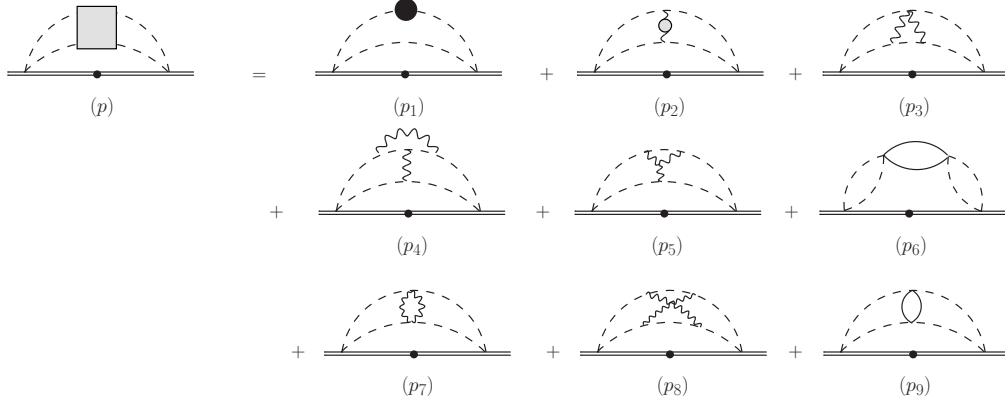 =
+
+
(p)
(p₁)
(p₂)
(p₃)
+
+
+
(p₄)
(p₅)
(p₆)
+
+
+
(p₇)
(p₈)
(p₉)